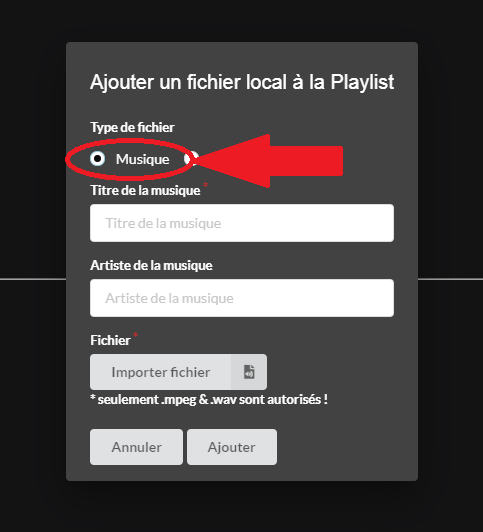 Ajouter un fichier local à la Playlist
Type de fichier
Musique
Titre de la musique *
Titre de la musique
Artiste de la musique
Artiste de la musique
Fichier *
Importer fichier
* seulement .mpeg & .wav sont autorisés !
Annuler Ajouter